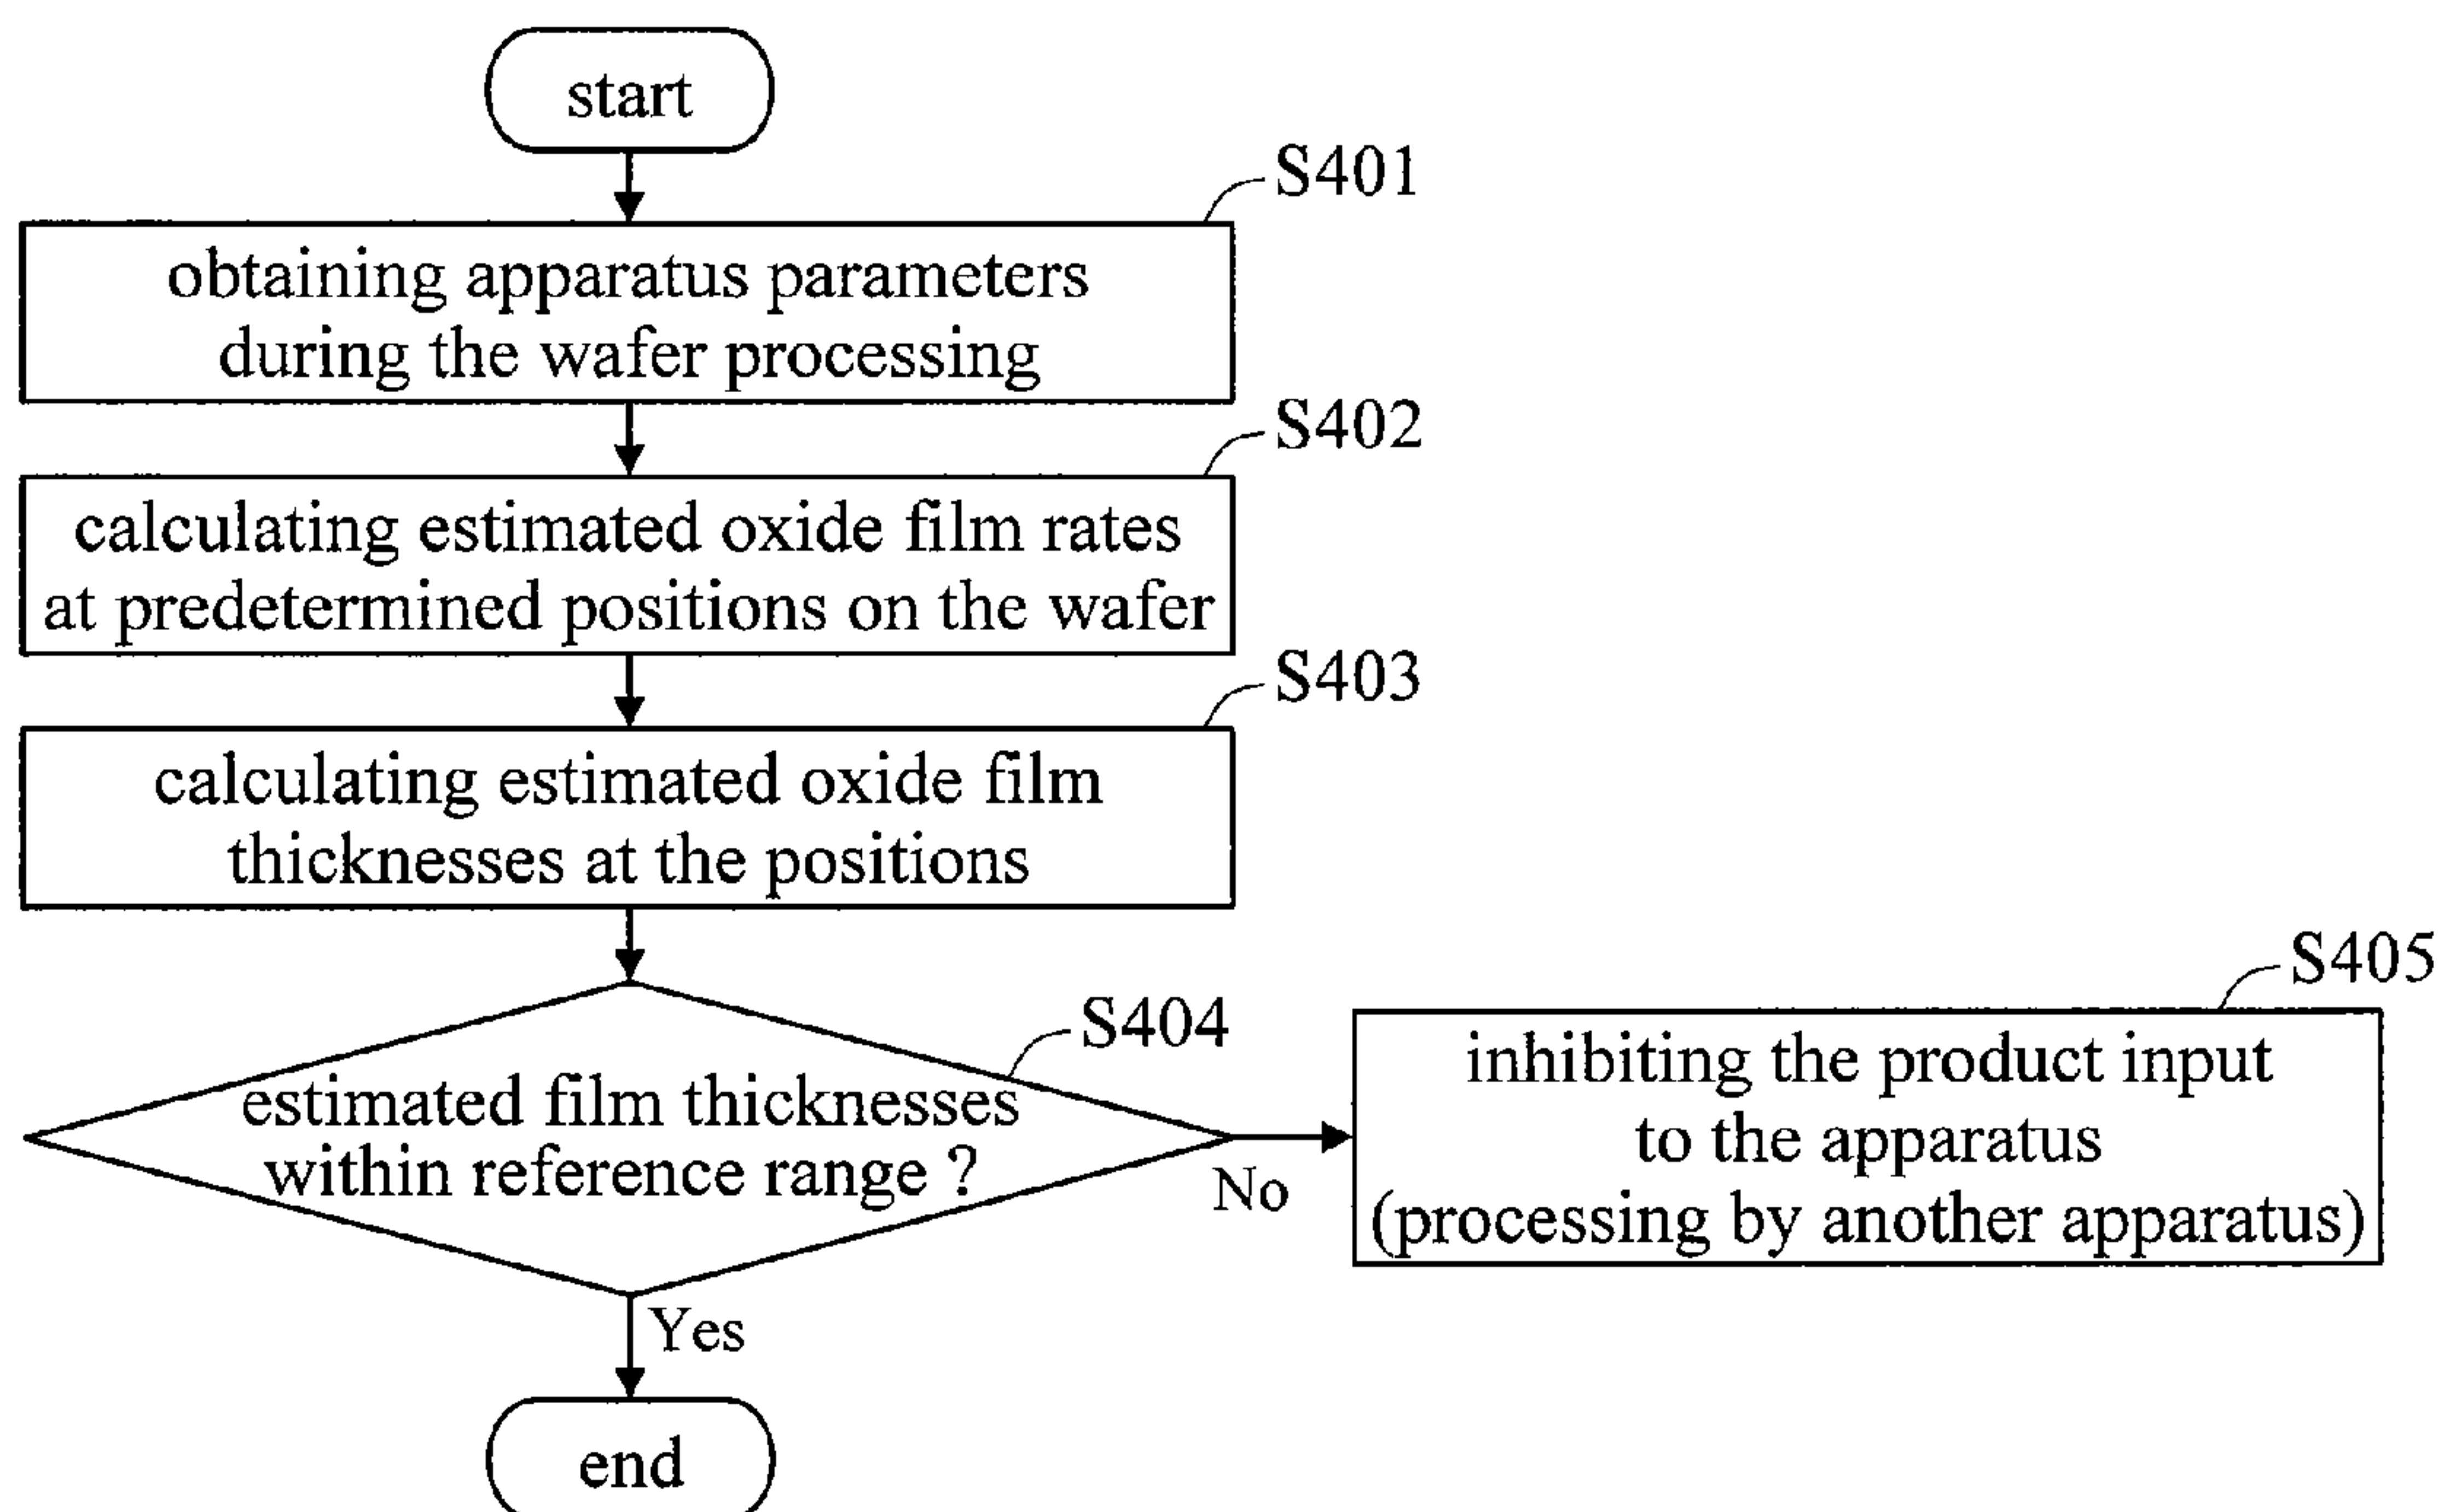 start
S401
obtaining apparatus parameters
during the wafer processing
S402
calculating estimated oxide film rates
at predetermined positions on the wafer
S403
calculating estimated oxide film
thicknesses at the positions
S404
estimated film thicknesses
within reference range ?
No
S405
inhibiting the product input
to the apparatus
(processing by another apparatus)
Yes
end